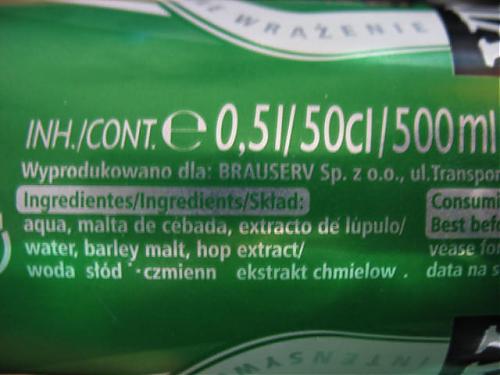 E WRAŻENIE
INH./CONT. ℮ 0,5l/50cl/500ml
Wyprodukowano dla: BRAUSERV Sp. z o.o., ul.Transpor
Ingredientes/Ingredients/Skład:
aqua, malta de cebada, extracto de lúpulo/
water, barley malt, hop extract/
woda słód czmienn ekstrakt chmielow .
Consumi
Best befo
vease for
data na s
INTENSYWN